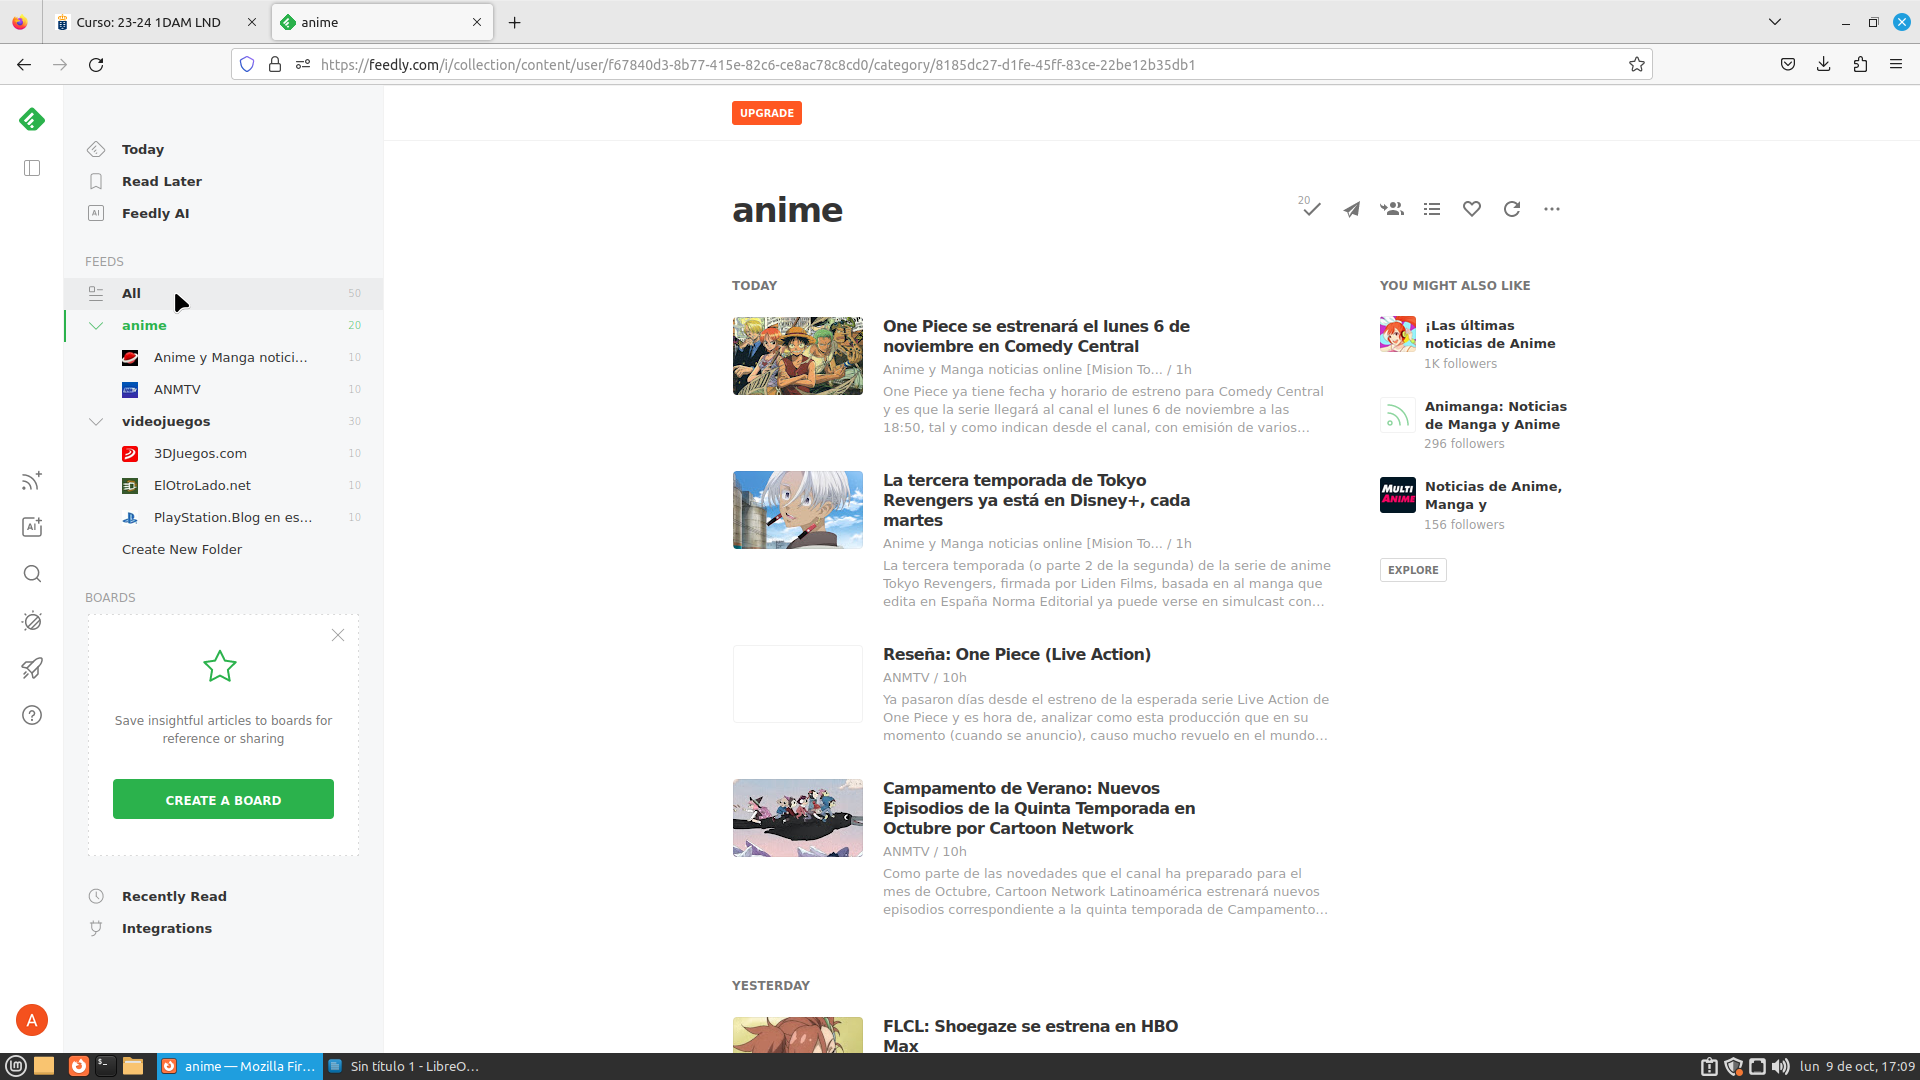 Curso: 23-24 1DAM LND
anime
https://feedly.com/i/collection/content/user/f67840d3-8b77-415e-82c6-ce8ac78c8cd0/category/8185dc27-d1fe-45ff-83ce-22be12b35db1
Today
Read Later
AI
Feedly AI
FEEDS
All 50
anime 20
Anime y Manga notici... 10
ANMTV 10
videojuegos 30
3DJuegos.com 10
ElOtroLado.net 10
PlayStation.Blog en es... 10
Create New Folder
BOARDS
Save insightful articles to boards for
reference or sharing
CREATE A BOARD
Recently Read
Integrations
AI
A
UPGRADE
anime
20
TODAY
One Piece se estrenará el lunes 6 de
noviembre en Comedy Central
Anime y Manga noticias online [Mision To... / 1h
One Piece ya tiene fecha y horario de estreno para Comedy Central
y es que la serie llegará al canal el lunes 6 de noviembre a las
18:50, tal y como indican desde el canal, con emisión de varios...
La tercera temporada de Tokyo
Revengers ya está en Disney+, cada
martes
Anime y Manga noticias online [Mision To... / 1h
La tercera temporada (o parte 2 de la segunda) de la serie de anime
Tokyo Revengers, firmada por Liden Films, basada en al manga que
edita en España Norma Editorial ya puede verse en simulcast con...
Reseña: One Piece (Live Action)
ANMTV / 10h
Ya pasaron días desde el estreno de la esperada serie Live Action de
One Piece y es hora de, analizar como esta producción que en su
momento (cuando se anuncio), causo mucho revuelo en el mundo...
Campamento de Verano: Nuevos
Episodios de la Quinta Temporada en
Octubre por Cartoon Network
ANMTV / 10h
Como parte de las novedades que el canal ha preparado para el
mes de Octubre, Cartoon Network Latinoamérica estrenará nuevos
episodios correspondiente a la quinta temporada de Campamento...
YESTERDAY
FLCL: Shoegaze se estrena en HBO
Max
YOU MIGHT ALSO LIKE
¡Las últimas
noticias de Anime
1K followers
Animanga: Noticias
de Manga y Anime
296 followers
MULTI
ANIME
Noticias de Anime,
Manga y
156 followers
EXPLORE
anime — Mozilla Fir...
Sin título 1 - LibreO...
lun 9 de oct, 17:09